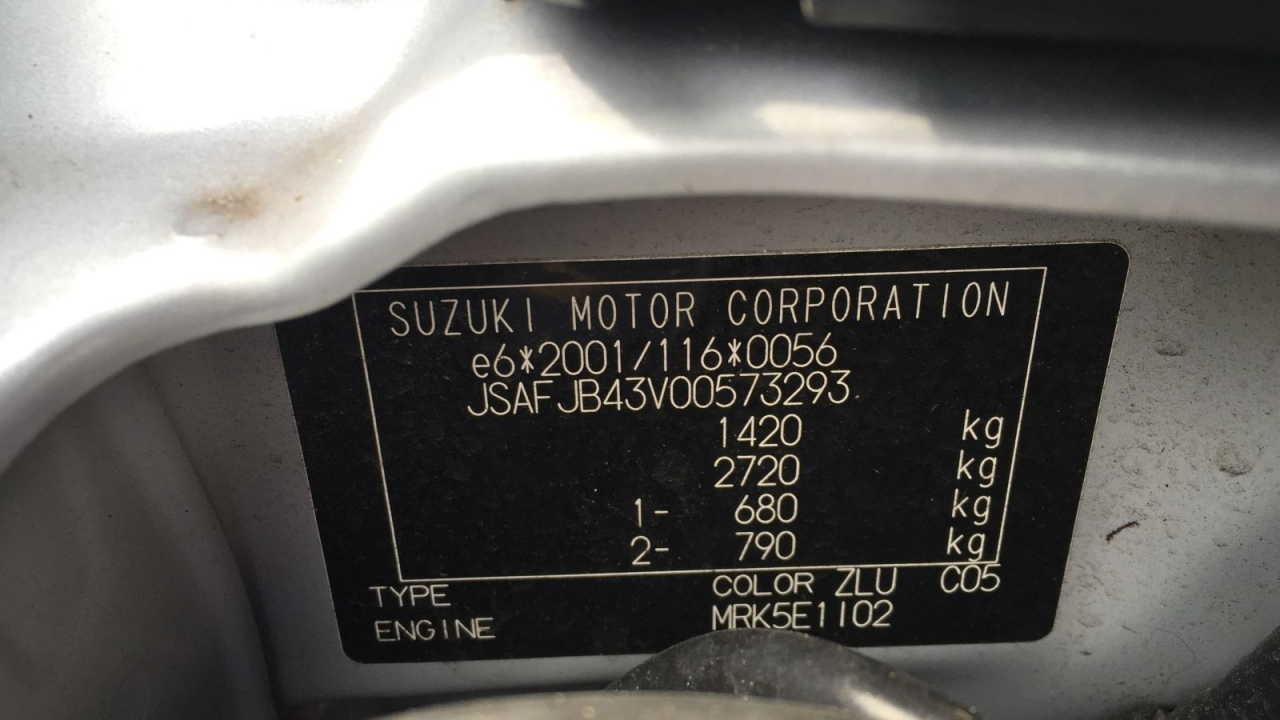 SUZUKI MOTOR CORPORATION
e6*2001/116*0056
JSAFJB43V00573293
1420 kg
2720 kg
1- 680 kg
2- 790 kg
TYPE COLOR ZLU C05
ENGINE MRK5E1I02